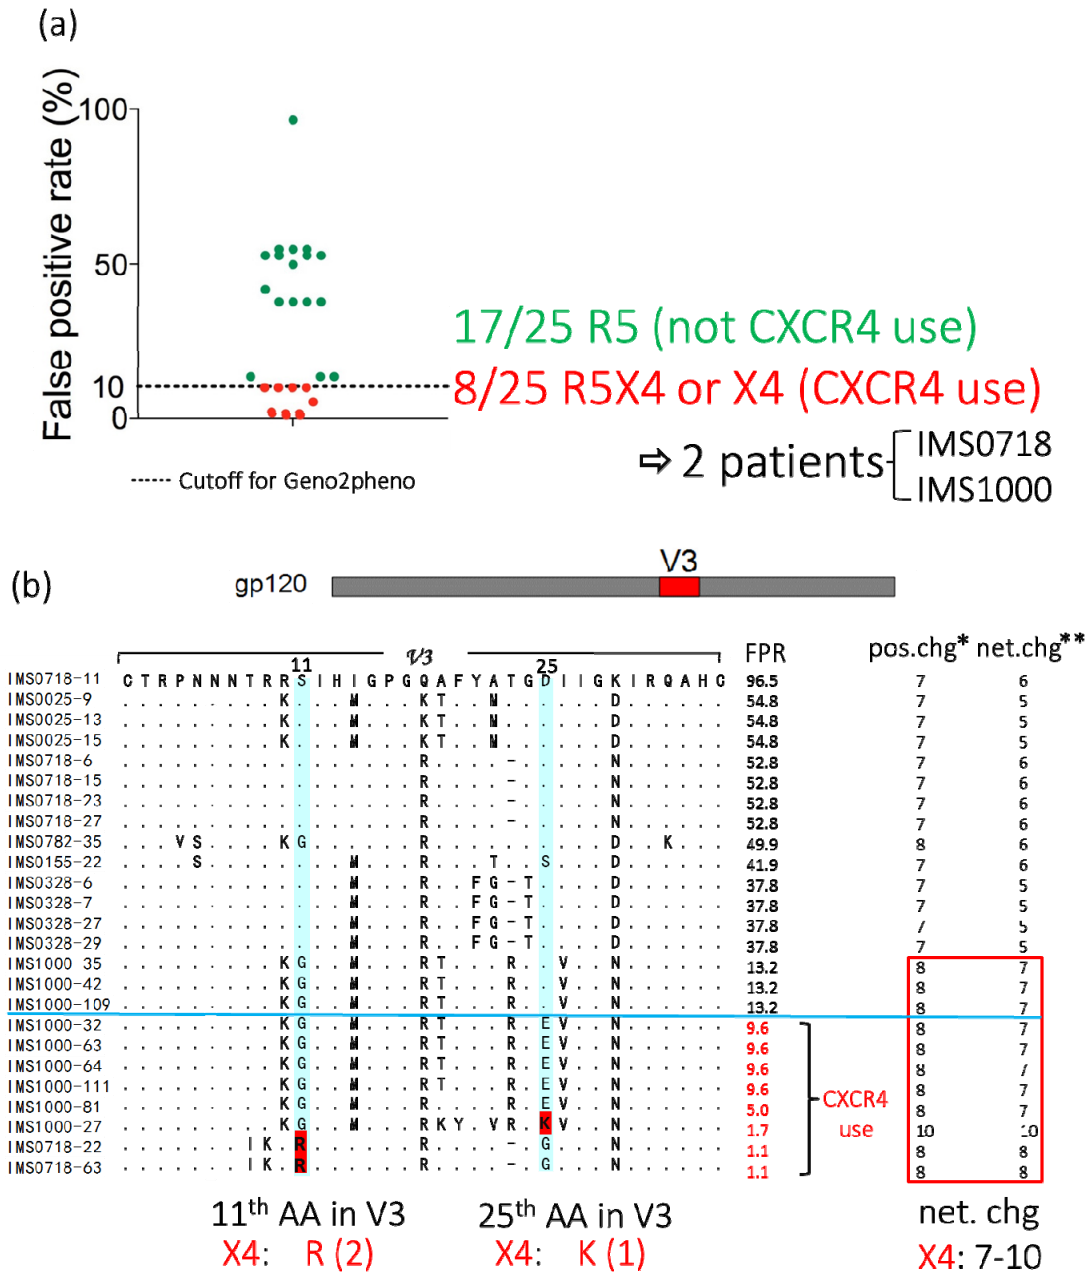 (a)
False positive rate (%)
100
50
10
0
17/25 R5 (not CXCR4 use)
8/25 R5X4 or X4 (CXCR4 use)
⇨ 2 patients
IMS0718
IMS1000
Cutoff for Geno2pheno
(b)
gp120
V3
V3
11
25
FPR
pos.chg* net.chg**
IMS0718-11 C T R P N N N T R R S I H I G P G Q A F Y A T G D I I G K I R Q A H C 96.5 7 6
IMS0025-9 . . . . . . . . . K . . . M . . . K T . . N . . . . . . D . . . . . . 54.8 7 5
IMS0025-13 . . . . . . . . . K . . . M . . . K T . . N . . . . . . D . . . . . . 54.8 7 5
IMS0025-15 . . . . . . . . . K . . . M . . . K T . . N . . . . . . D . . . . . . 54.8 7 5
IMS0718-6 . . . . . . . . . . . . . . . . . R . . . . - . . . . . N . . . . . . 52.8 7 6
IMS0718-15 . . . . . . . . . . . . . . . . . R . . . . - . . . . . N . . . . . . 52.8 7 6
IMS0718-23 . . . . . . . . . . . . . . . . . R . . . . - . . . . . N . . . . . . 52.8 7 6
IMS0718-27 . . . . . . . . . . . . . . . . . R . . . . - . . . . . N . . . . . . 52.8 7 6
IMS0782-35 . . . V S . . . . K G . . . . . . R . . . . . . . . . . D . . K . . . 49.9 8 6
IMS0155-22 . . . . S . . . . . . . . M . . . R . . . T . . S . . . D . . . . . . 41.9 7 6
IMS0328-6 . . . . . . . . . . . . . M . . . R . . F G - T . . . . D . . . . . . 37.8 7 5
IMS0328-7 . . . . . . . . . . . . . M . . . R . . F G - T . . . . D . . . . . . 37.8 7 5
IMS0328-27 . . . . . . . . . . . . . M . . . R . . F G - T . . . . D . . . . . . 37.8 7 5
IMS0328-29 . . . . . . . . . . . . . M . . . R . . F G - T . . . . D . . . . . . 37.8 7 5
IMS1000-35 . . . . . . . . . K G . . M . . . R T . . . R . . V . . N . . . . . . 13.2 8 7
IMS1000-42 . . . . . . . . . K G . . M . . . R T . . . R . . V . . N . . . . . . 13.2 8 7
IMS1000-109 . . . . . . . . . K G . . M . . . R T . . . R . . V . . N . . . . . . 13.2 8 7
IMS1000-32 . . . . . . . . . K G . . M . . . R T . . . R . E V . . N . . . . . . 9.6 8 7
IMS1000-63 . . . . . . . . . K G . . M . . . R T . . . R . E V . . N . . . . . . 9.6 8 7
IMS1000-64 . . . . . . . . . K G . . M . . . R T . . . R . E V . . N . . . . . . 9.6 8 7
IMS1000-111 . . . . . . . . . K G . . M . . . R T . . . R . E V . . N . . . . . . 9.6 8 7
IMS1000-81 . . . . . . . . . K G . . M . . . R . . . . R . E V . . N . . . . . . 5.0 8 7
IMS1000-27 . . . . . . . . . K G . . M . . . R K Y . V R . K V . . N . . . . . . 1.7 10 10
IMS0718-22 . . . . . . . I K . R . . . . . . R . . . . - . G . . . N . . . . . . 1.1 8 8
IMS0718-63 . . . . . . . I K . R . . . . . . R . . . . - . G . . . N . . . . . . 1.1 8 8
CXCR4
use
11th AA in V3
X4: R (2)
25th AA in V3
X4: K (1)
net. chg
X4: 7-10